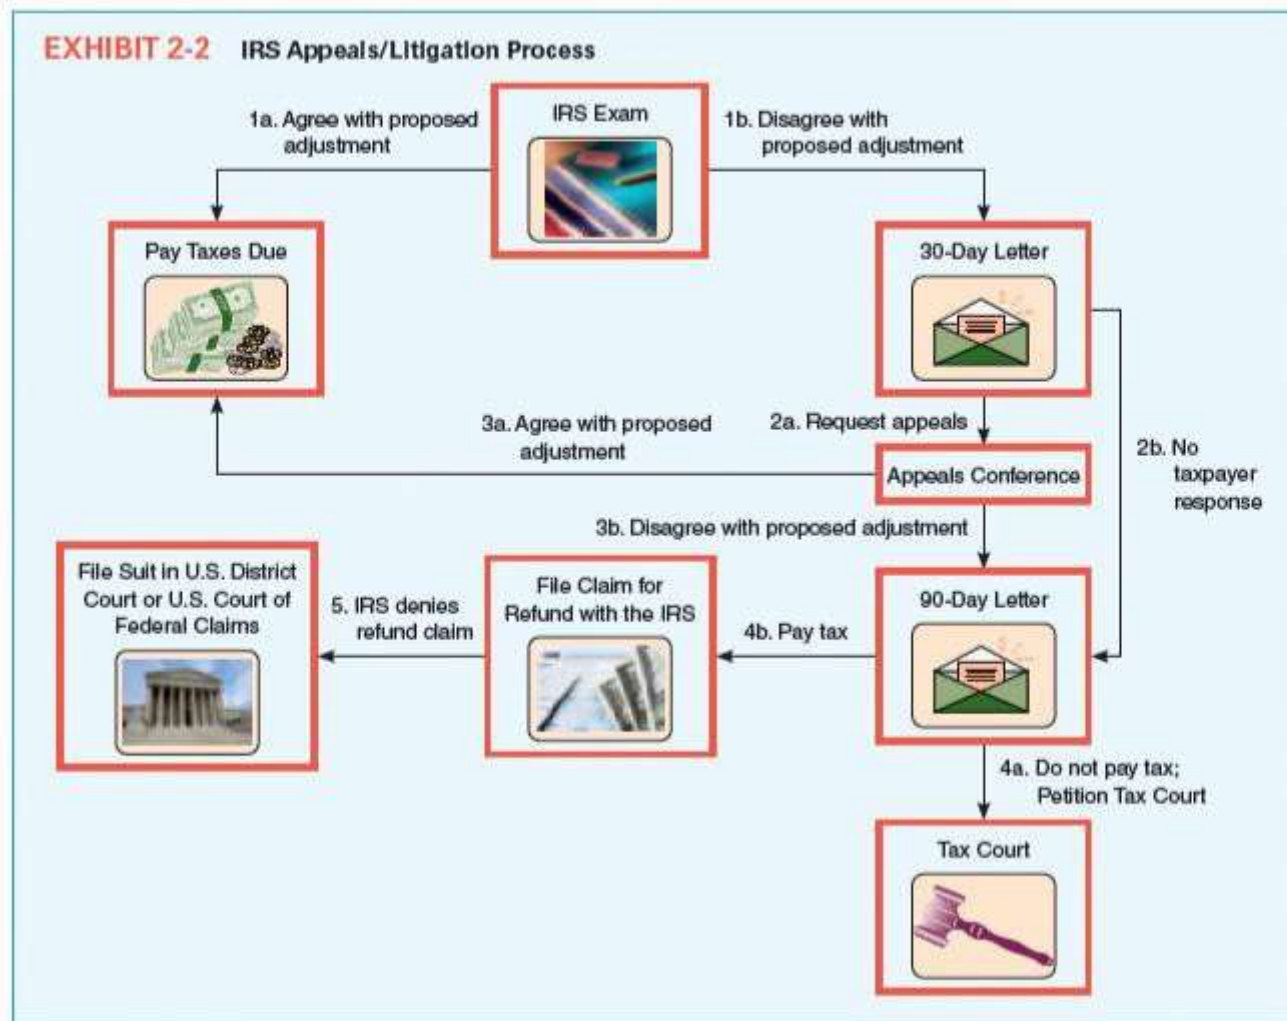 EXHIBIT 2-2 IRS Appeals/Litigation Process
IRS Exam
1a. Agree with proposed
adjustment
1b. Disagree with
proposed adjustment
Pay Taxes Due
30-Day Letter
3a. Agree with proposed
adjustment
2a. Request appeals
2b. No
taxpayer
response
Appeals Conference
3b. Disagree with proposed adjustment
File Suit in U.S. District
Court or U.S. Court of
Federal Claims
5. IRS denies
refund claim
File Claim for
Refund with the IRS
4b. Pay tax
90-Day Letter
4a. Do not pay tax;
Petition Tax Court
Tax Court